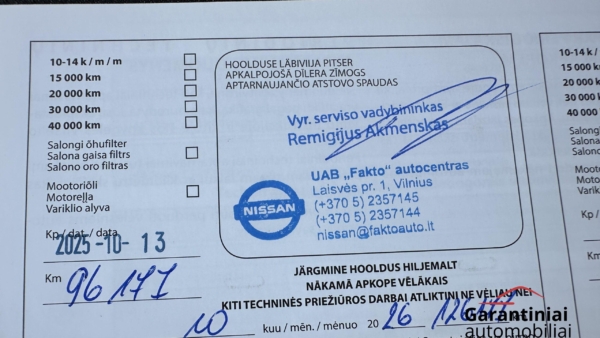 10-14 k / m / m
15 000 km
20 000 km
30 000 km
40 000 km
Salongi õhufilter
Salona gaisa filtrs
Salono oro filtras
Mootoriõli
Motoreļļa
Variklio alyva
Kp / dat. / data
2025 -10- 13
Km
96 171
HOOLDUSE LÄBIVIIJA PITSER
APKALPOJOŠĀ DĪLERA ZĪMOGS
APTARNAUJANČIO ATSTOVO SPAUDAS
Vyr. serviso vadybininkas
Remigijus Akmenskas
UAB „Fakto” autocentras
Laisvės pr. 1, Vilnius
(+370 5) 2357145
(+370 5) 2357144
nissan@faktoauto.lt
NISSAN
JÄRGMINE HOOLDUS HILJEMALT
NĀKAMĀ APKOPE VĒLĀKAIS
KITI TECHNINĖS PRIEŽIŪROS DARBAI ATLIKTINI NE VĖLIAU NEI
10 kuu / mēn. / mėnuo 20 26
10-14 k /
15 000 km
20 000
30 000
40 000
Salongi
Salona
Salono
Mooto
Motore
Variklio
Kp /
Km
Garantiniai
automobiliai